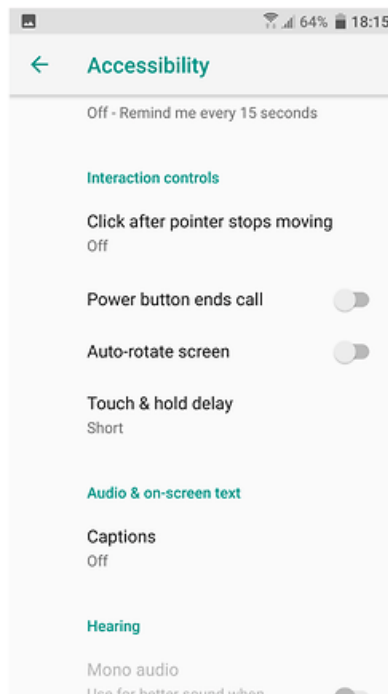 64% 18:15
Accessibility
Off - Remind me every 15 seconds
Interaction controls
Click after pointer stops moving
Off
Power button ends call
Auto-rotate screen
Touch & hold delay
Short
Audio & on-screen text
Captions
Off
Hearing
Mono audio
Use for better sound when